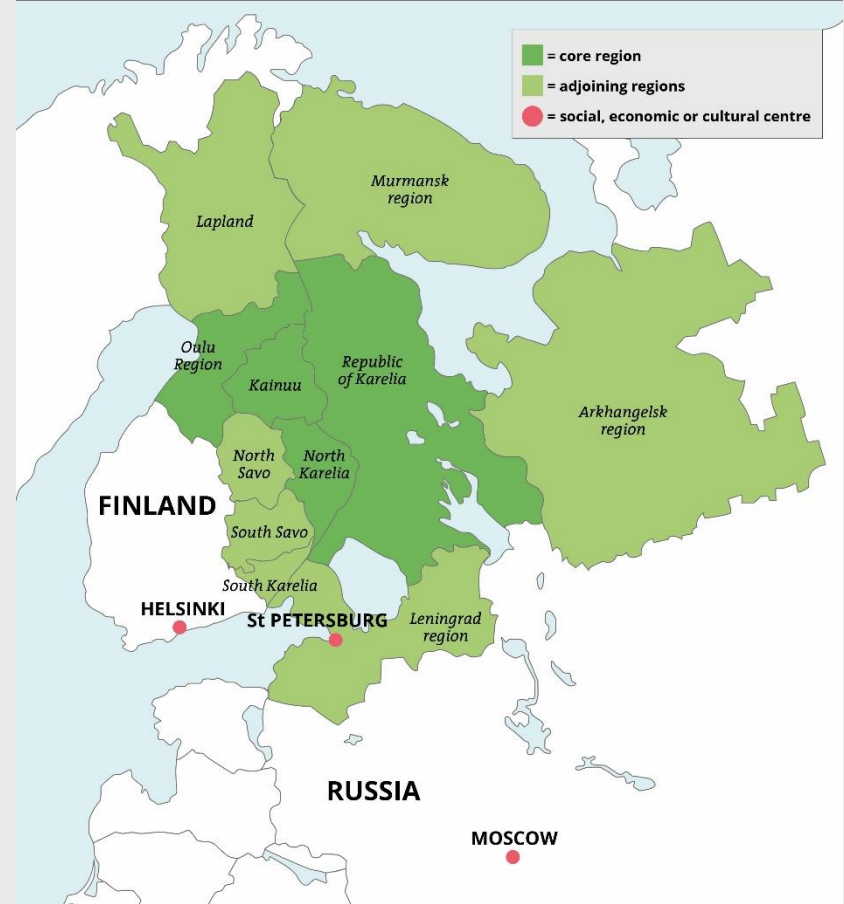 = core region
= adjoining regions
= social, economic or cultural centre
Murmansk
region
Lapland
Oulu
Region
Republic
of Karelia
Kainuu
Arkhangelsk
region
North
Savo
North
Karelia
FINLAND
South Savo
South Karelia
HELSINKI
St PETERSBURG
Leningrad
region
RUSSIA
MOSCOW